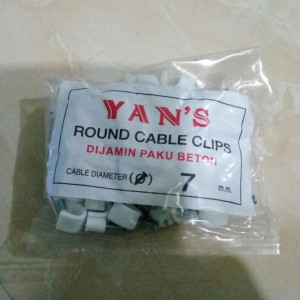 YAN'S
ROUND CABLE CLIPS
DIJAMIN PAKU BETON
CABLE DIAMETER (Ø) 7 m.m.